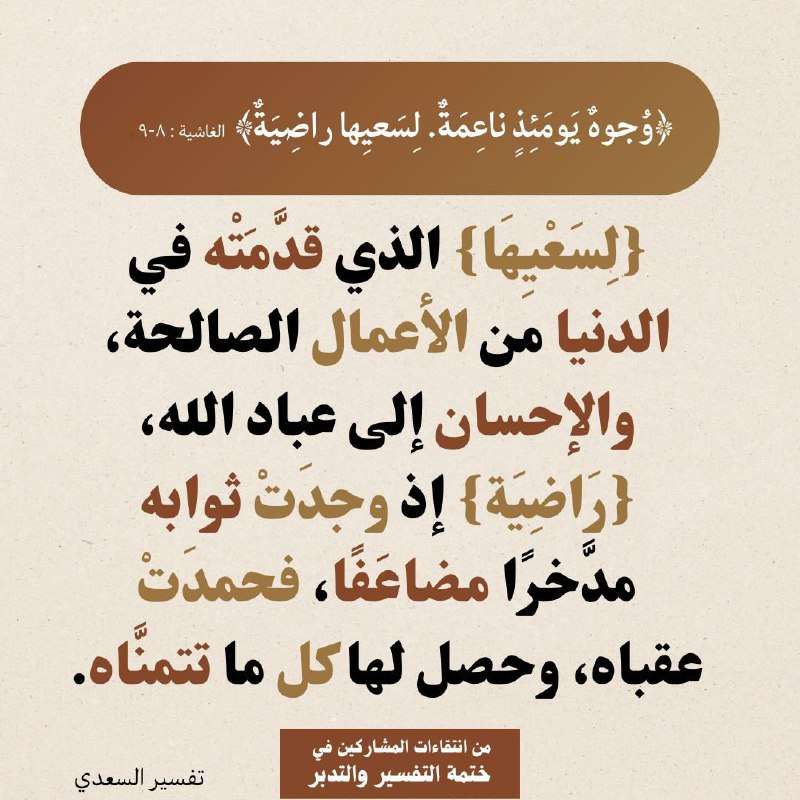 ﴿وُجوهٌ يَومَئِذٍ ناعِمَةٌ. لِسَعيِها راضِيَةٌ﴾ الغاشية : ٨-٩
{لِسَعْيِهَا} الذي قدَّمَتْه في
الدنيا من الأعمال الصالحة،
والإحسان إلى عباد الله،
{رَاضِيَة} إذ وجدَتْ ثوابه
مدَّخرًا مضاعَفًا، فحمدَتْ
عقباه، وحصل لها كل ما تتمنَّاه.
من انتقاءات المشاركين في
ختمة التفسير والتدبر
تفسير السعدي